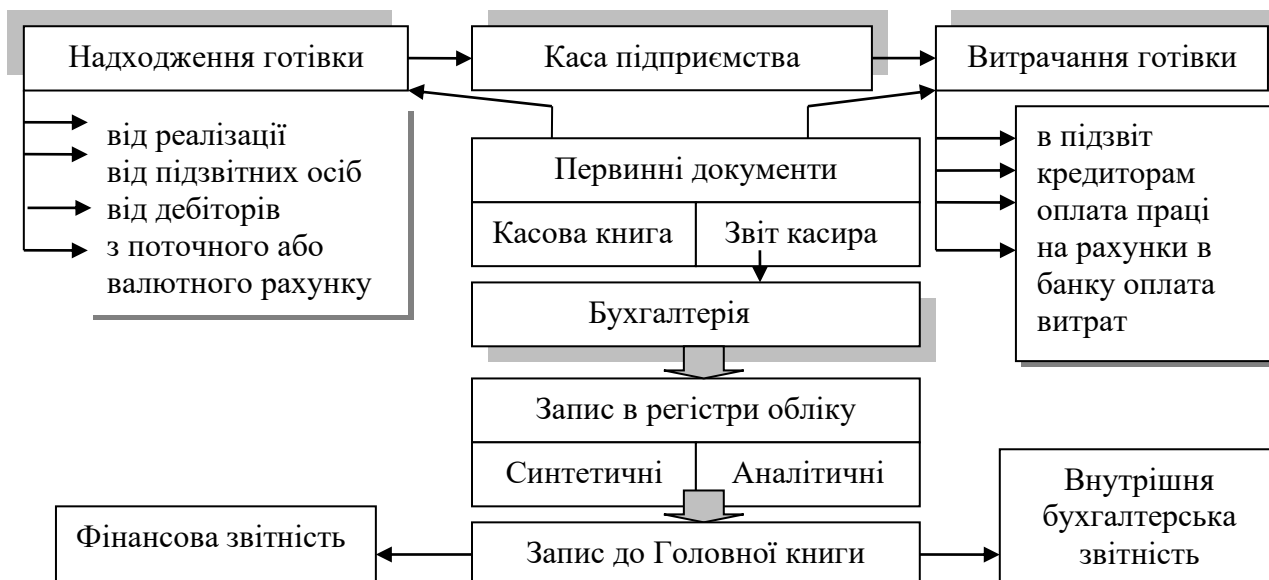 Надходження готівки
Каса підприємства
Витрачання готівки
від реалізації
від підзвітних осіб
від дебіторів
з поточного або
валютного рахунку
Первинні документи
Касова книга
Звіт касира
в підзвіт
кредиторам
оплата праці
на рахунки в
банку оплата
витрат
Бухгалтерія
Запис в регістри обліку
Синтетичні
Аналітичні
Фінансова звітність
Запис до Головної книги
Внутрішня
бухгалтерська
звітність